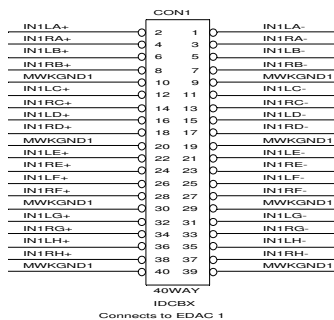 CON1
IN1LA+ 2 1 IN1LA-
IN1RA+ 4 3 IN1RA-
IN1LB+ 6 5 IN1LB-
IN1RB+ 8 7 IN1RB-
MWKGND1 10 9 MWKGND1
IN1LC+ 12 11 IN1LC-
IN1RC+ 14 13 IN1RC-
IN1LD+ 16 15 IN1LD-
IN1RD+ 18 17 IN1RD-
MWKGND1 20 19 MWKGND1
IN1LE+ 22 21 IN1LE-
IN1RE+ 24 23 IN1RE-
IN1LF+ 26 25 IN1LF-
IN1RF+ 28 27 IN1RF-
MWKGND1 30 29 MWKGND1
IN1LG+ 32 31 IN1LG-
IN1RG+ 34 33 IN1RG-
IN1LH+ 36 35 IN1LH-
IN1RH+ 38 37 IN1RH-
MWKGND1 40 39 MWKGND1
40WAY
IDCBX
Connects to EDAC 1